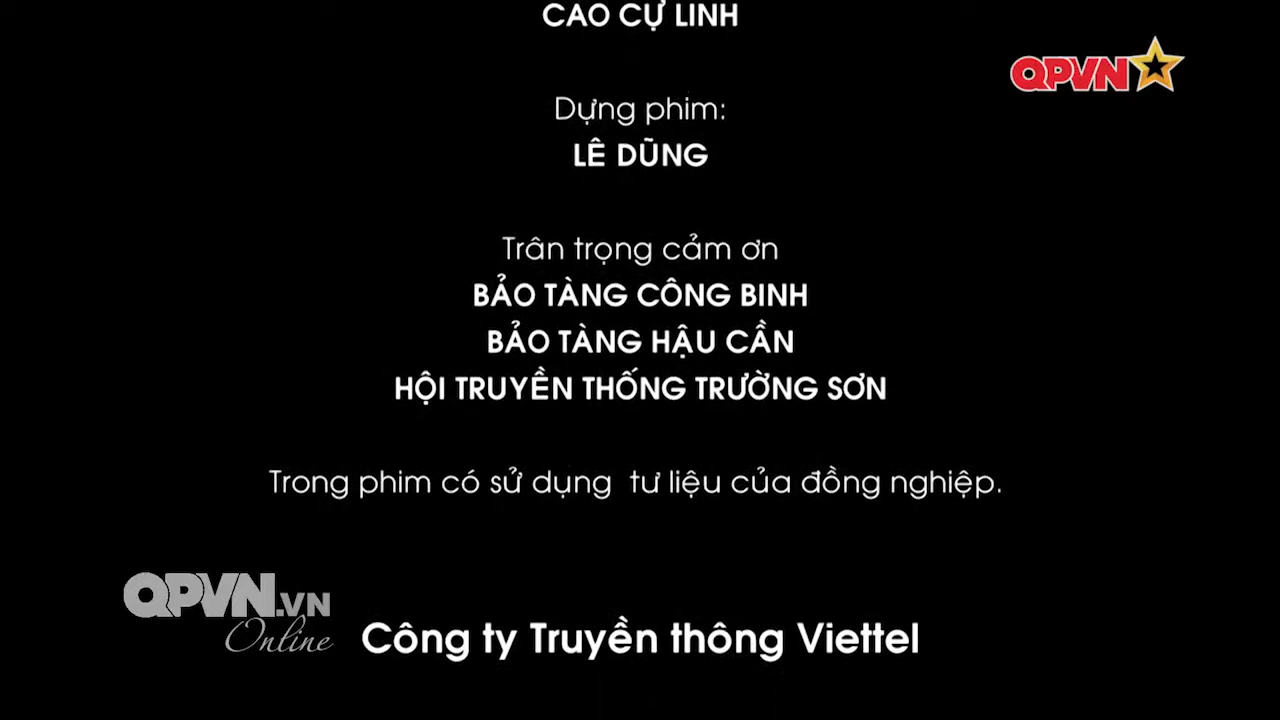 CAO CỰ LINH
QPVN
Dựng phim:
LÊ DŨNG
Trân trọng cảm ơn
BẢO TÀNG CÔNG BINH
BẢO TÀNG HẬU CẦN
HỘI TRUYỀN THỐNG TRƯỜNG SƠN
Trong phim có sử dụng  tư liệu của đồng nghiệp.
QPVN.VN
Online
Công ty Truyền thông Viettel